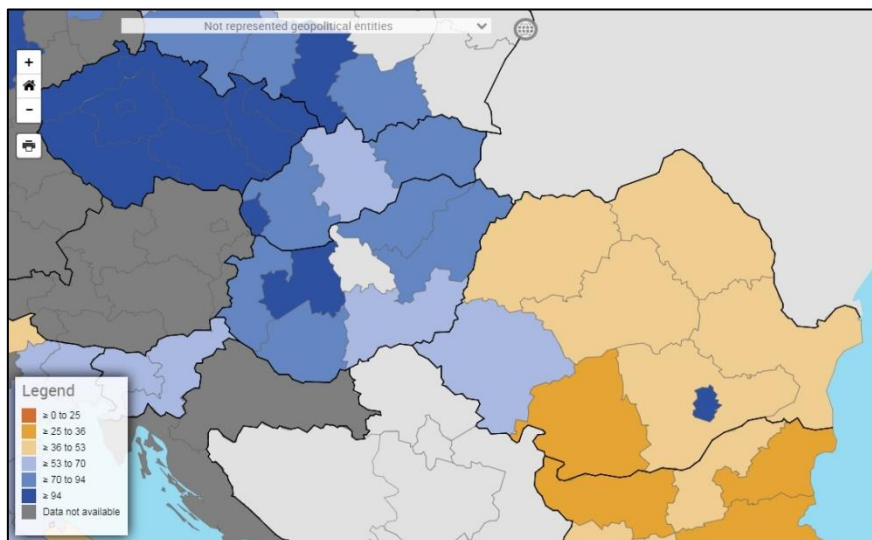 Not represented geopolitical entities
+
−
Legend
≥ 0 to 25
≥ 25 to 36
≥ 36 to 53
≥ 53 to 70
≥ 70 to 94
≥ 94
Data not available